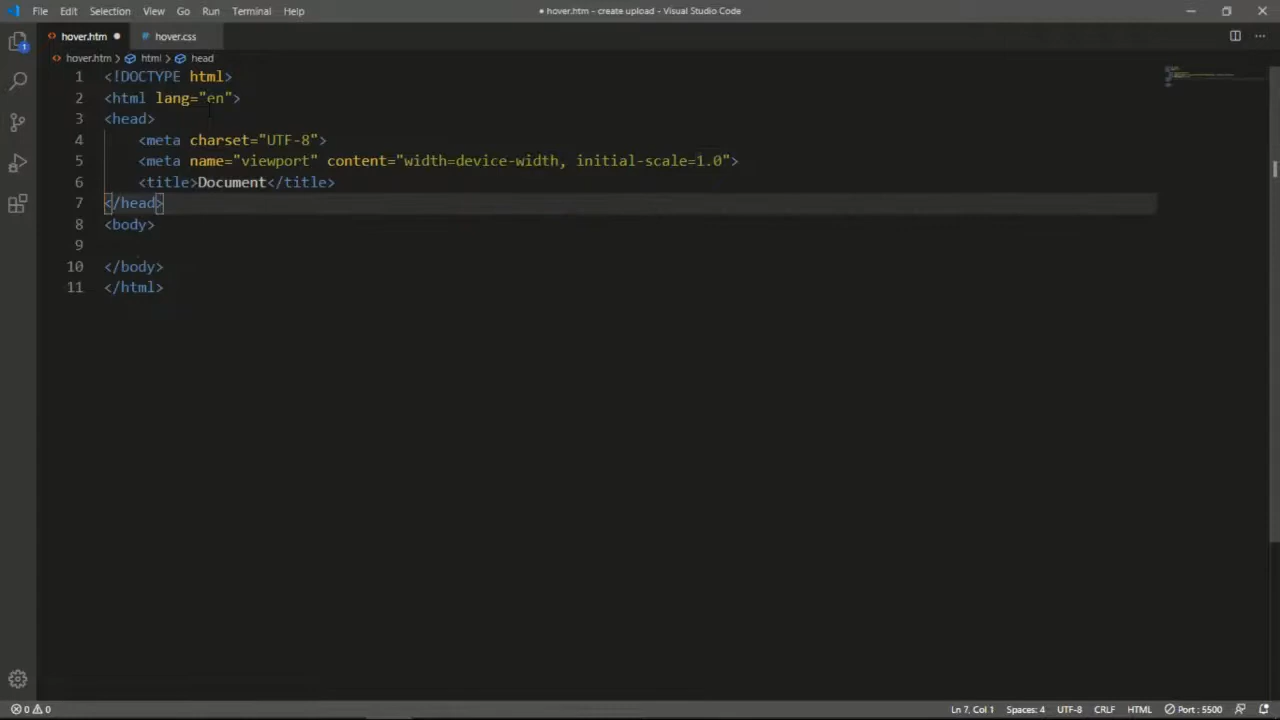 File Edit Selection View Go Run Terminal Help
● hover.htm - create upload - Visual Studio Code
hover.htm ● # hover.css
hover.htm > html > head
1 <!DOCTYPE html>
2 <html lang="en">
3 <head>
4 <meta charset="UTF-8">
5 <meta name="viewport" content="width=device-width, initial-scale=1.0">
6 <title>Document</title>
7 </head>
8 <body>
9
10 </body>
11 </html>
1
0 0 Ln 7, Col 1 Spaces: 4 UTF-8 CRLF HTML Port : 5500